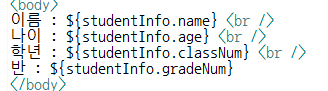 <body>
이름 : ${studentInfo.name} <br />
나이 : ${studentInfo.age} <br />
학년 : ${studentInfo.classNum} <br />
반 : ${studentInfo.gradeNum}
</body>